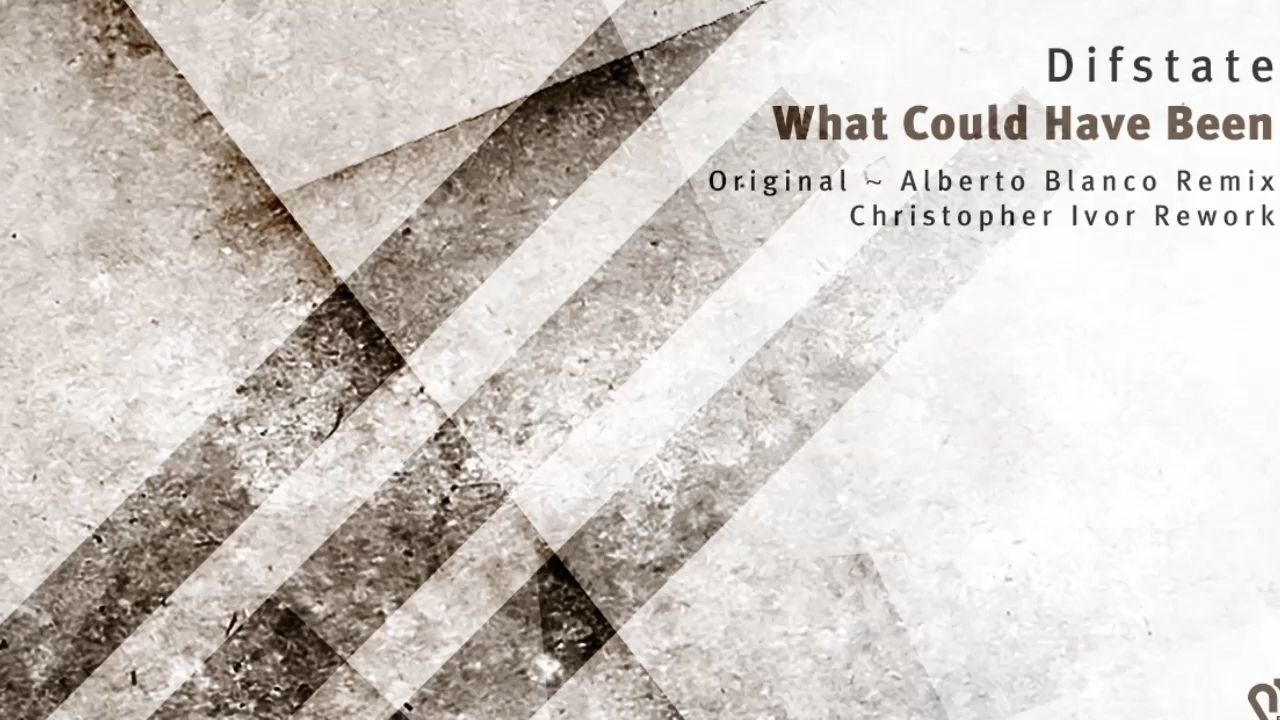 Difstate
What Could Have Been
Original ~ Alberto Blanco Remix
Christopher Ivor Rework